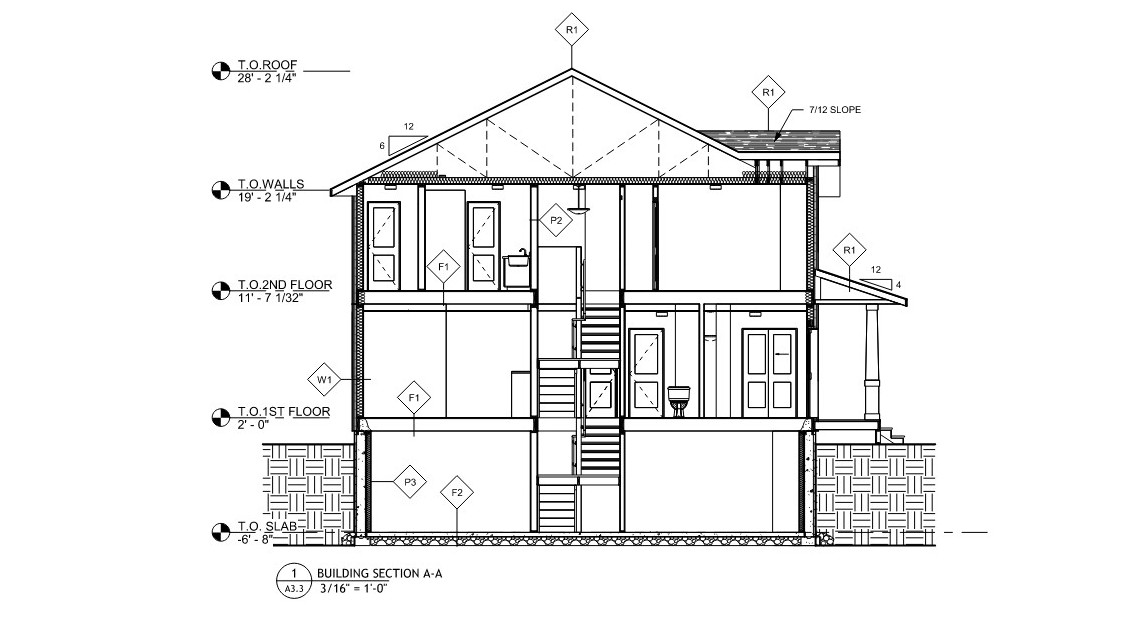 R1
T.O.ROOF
28' - 2 1/4"
R1
7/12 SLOPE
12
6
T.O.WALLS
19' - 2 1/4"
P2
R1
F1
12
4
T.O.2ND FLOOR
11' - 7 1/32"
W1
F1
T.O.1ST FLOOR
2' - 0"
P3
F2
T.O. SLAB
-6' - 8"
1
BUILDING SECTION A-A
A3.3
3/16" = 1'-0"